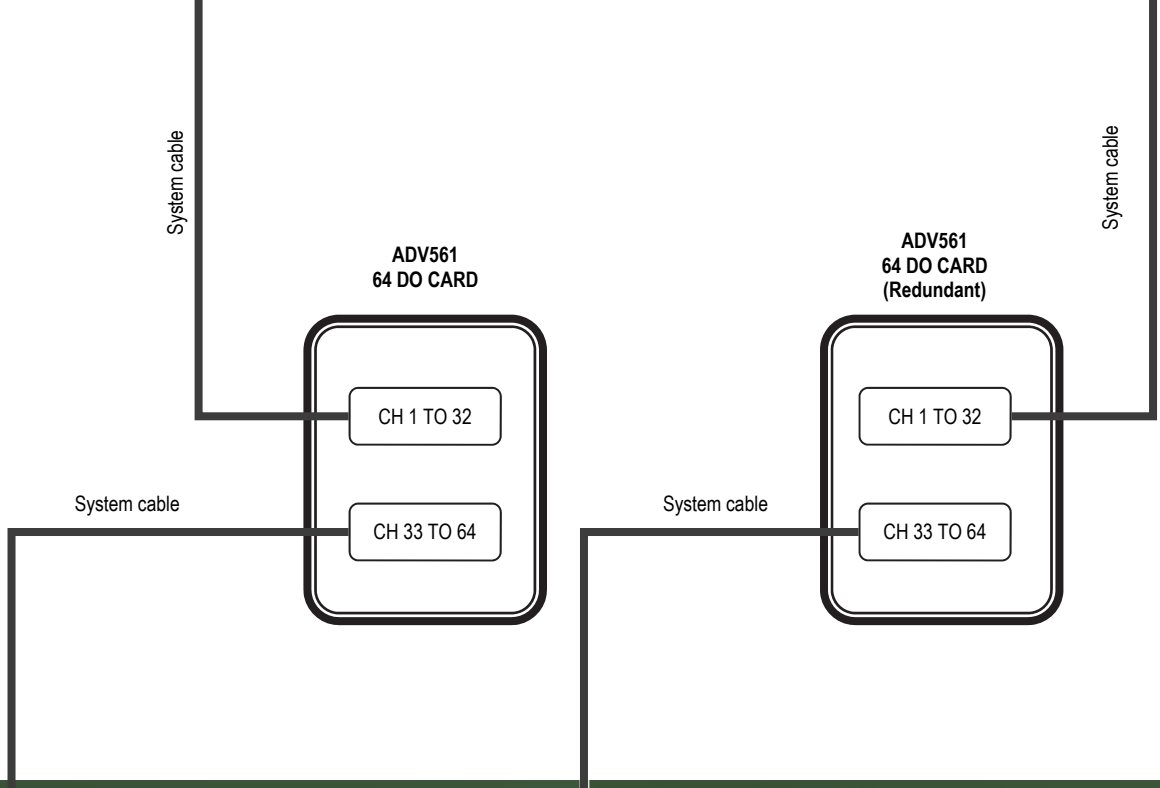 System cable
System cable
ADV561
64 DO CARD
ADV561
64 DO CARD
(Redundant)
CH 1 TO 32
CH 1 TO 32
System cable
System cable
CH 33 TO 64
CH 33 TO 64